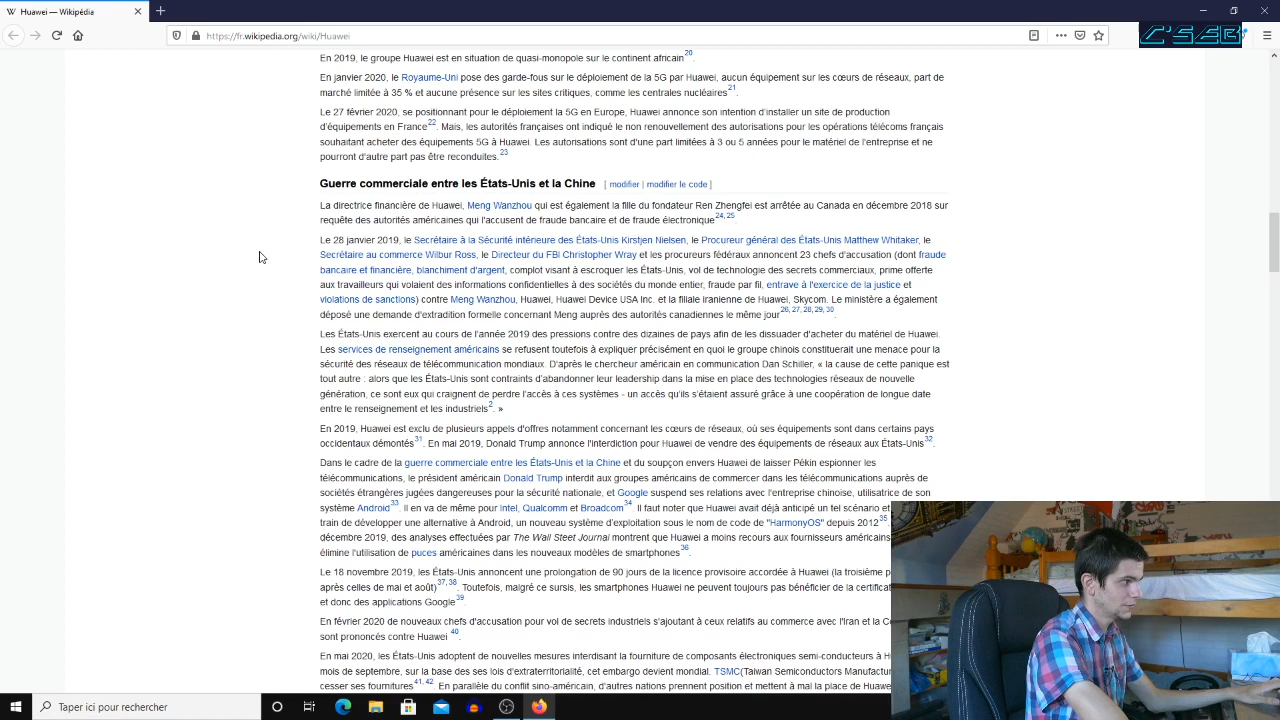 Huawei — Wikipédia
https://fr.wikipedia.org/wiki/Huawei
C'SEB
En 2019, le groupe Huawei est en situation de quasi-monopole sur le continent africain20.
En janvier 2020, le Royaume-Uni pose des garde-fous sur le déploiement de la 5G par Huawei, aucun équipement sur les cœurs de réseaux, part de
marché limitée à 35 % et aucune présence sur les sites critiques, comme les centrales nucléaires21.
Le 27 février 2020, se positionnant pour le déploiement la 5G en Europe, Huawei annonce son intention d'installer un site de production
d'équipements en France22. Mais, les autorités françaises ont indiqué le non renouvellement des autorisations pour les opérations télécoms français
souhaitant acheter des équipements 5G à Huawei. Les autorisations sont d'une part limitées à 3 ou 5 années pour le matériel de l'entreprise et ne
pourront d'autre part pas être reconduites.23
Guerre commerciale entre les États-Unis et la Chine [ modifier | modifier le code ]
La directrice financière de Huawei, Meng Wanzhou qui est également la fille du fondateur Ren Zhengfei est arrêtée au Canada en décembre 2018 sur
requête des autorités américaines qui l'accusent de fraude bancaire et de fraude électronique24, 25
Le 28 janvier 2019, le Secrétaire à la Sécurité intérieure des États-Unis Kirstjen Nielsen, le Procureur général des États-Unis Matthew Whitaker, le
Secrétaire au commerce Wilbur Ross, le Directeur du FBI Christopher Wray et les procureurs fédéraux annoncent 23 chefs d'accusation (dont fraude
bancaire et financière, blanchiment d'argent, complot visant à escroquer les États-Unis, vol de technologie des secrets commerciaux, prime offerte
aux travailleurs qui volaient des informations confidentielles à des sociétés du monde entier, fraude par fil, entrave à l'exercice de la justice et
violations de sanctions) contre Meng Wanzhou, Huawei, Huawei Device USA Inc. et la filiale iranienne de Huawei, Skycom. Le ministère a également
déposé une demande d'extradition formelle concernant Meng auprès des autorités canadiennes le même jour26, 27, 28, 29, 30.
Les États-Unis exercent au cours de l'année 2019 des pressions contre des dizaines de pays afin de les dissuader d'acheter du matériel de Huawei.
Les services de renseignement américains se refusent toutefois à expliquer précisément en quoi le groupe chinois constituerait une menace pour la
sécurité des réseaux de télécommunication mondiaux. D'après le chercheur américain en communication Dan Schiller, « la cause de cette panique est
tout autre : alors que les États-Unis sont contraints d'abandonner leur leadership dans la mise en place des technologies réseaux de nouvelle
génération, ce sont eux qui craignent de perdre l'accès à ces systèmes - un accès qu'ils s'étaient assuré grâce à une coopération de longue date
entre le renseignement et les industriels2. »
En 2019, Huawei est exclu de plusieurs appels d'offres notamment concernant les cœurs de réseaux, où ses équipements sont dans certains pays
occidentaux démontés31. En mai 2019, Donald Trump annonce l'interdiction pour Huawei de vendre des équipements de réseaux aux États-Unis32.
Dans le cadre de la guerre commerciale entre les États-Unis et la Chine et du soupçon envers Huawei de laisser Pékin espionner les
télécommunications, le président américain Donald Trump interdit aux groupes américains de commercer dans les télécommunications auprès de
sociétés étrangères jugées dangereuses pour la sécurité nationale, et Google suspend ses relations avec l'entreprise chinoise, utilisatrice de son
système Android33. Il en va de même pour Intel, Qualcomm et Broadcom34. Il faut noter que Huawei avait déjà anticipé un tel scénario et
train de développer une alternative à Android, un nouveau système d'exploitation sous le nom de code de "HarmonyOS" depuis 201235
décembre 2019, des analyses effectuées par The Wall Steet Journal montrent que Huawei a moins recours aux fournisseurs américains
élimine l'utilisation de puces américaines dans les nouveaux modèles de smartphones36.
Le 18 novembre 2019, les États-Unis annoncent une prolongation de 90 jours de la licence provisoire accordée à Huawei (la troisième p
après celles de mai et août)37, 38. Toutefois, malgré ce sursis, les smartphones Huawei ne peuvent toujours pas bénéficier de la certifica
et donc des applications Google39.
En février 2020 de nouveaux chefs d'accusation pour vol de secrets industriels s'ajoutant à ceux relatifs au commerce avec l'Iran et la Co
sont prononcés contre Huawei 40.
En mai 2020, les États-Unis adoptent de nouvelles mesures interdisant la fourniture de composants électroniques semi-conducteurs à H
mois de septembre, sur la base des ses lois d'extraterritorialité, cet embargo devient mondial. TSMC(Taiwan Semiconductors Manufactur
cesser ses fournitures41, 42. En parallèle du conflit sino-américain, d'autres nations prennent position et mettent à mal la place de Huawe
Taper ici pour rechercher